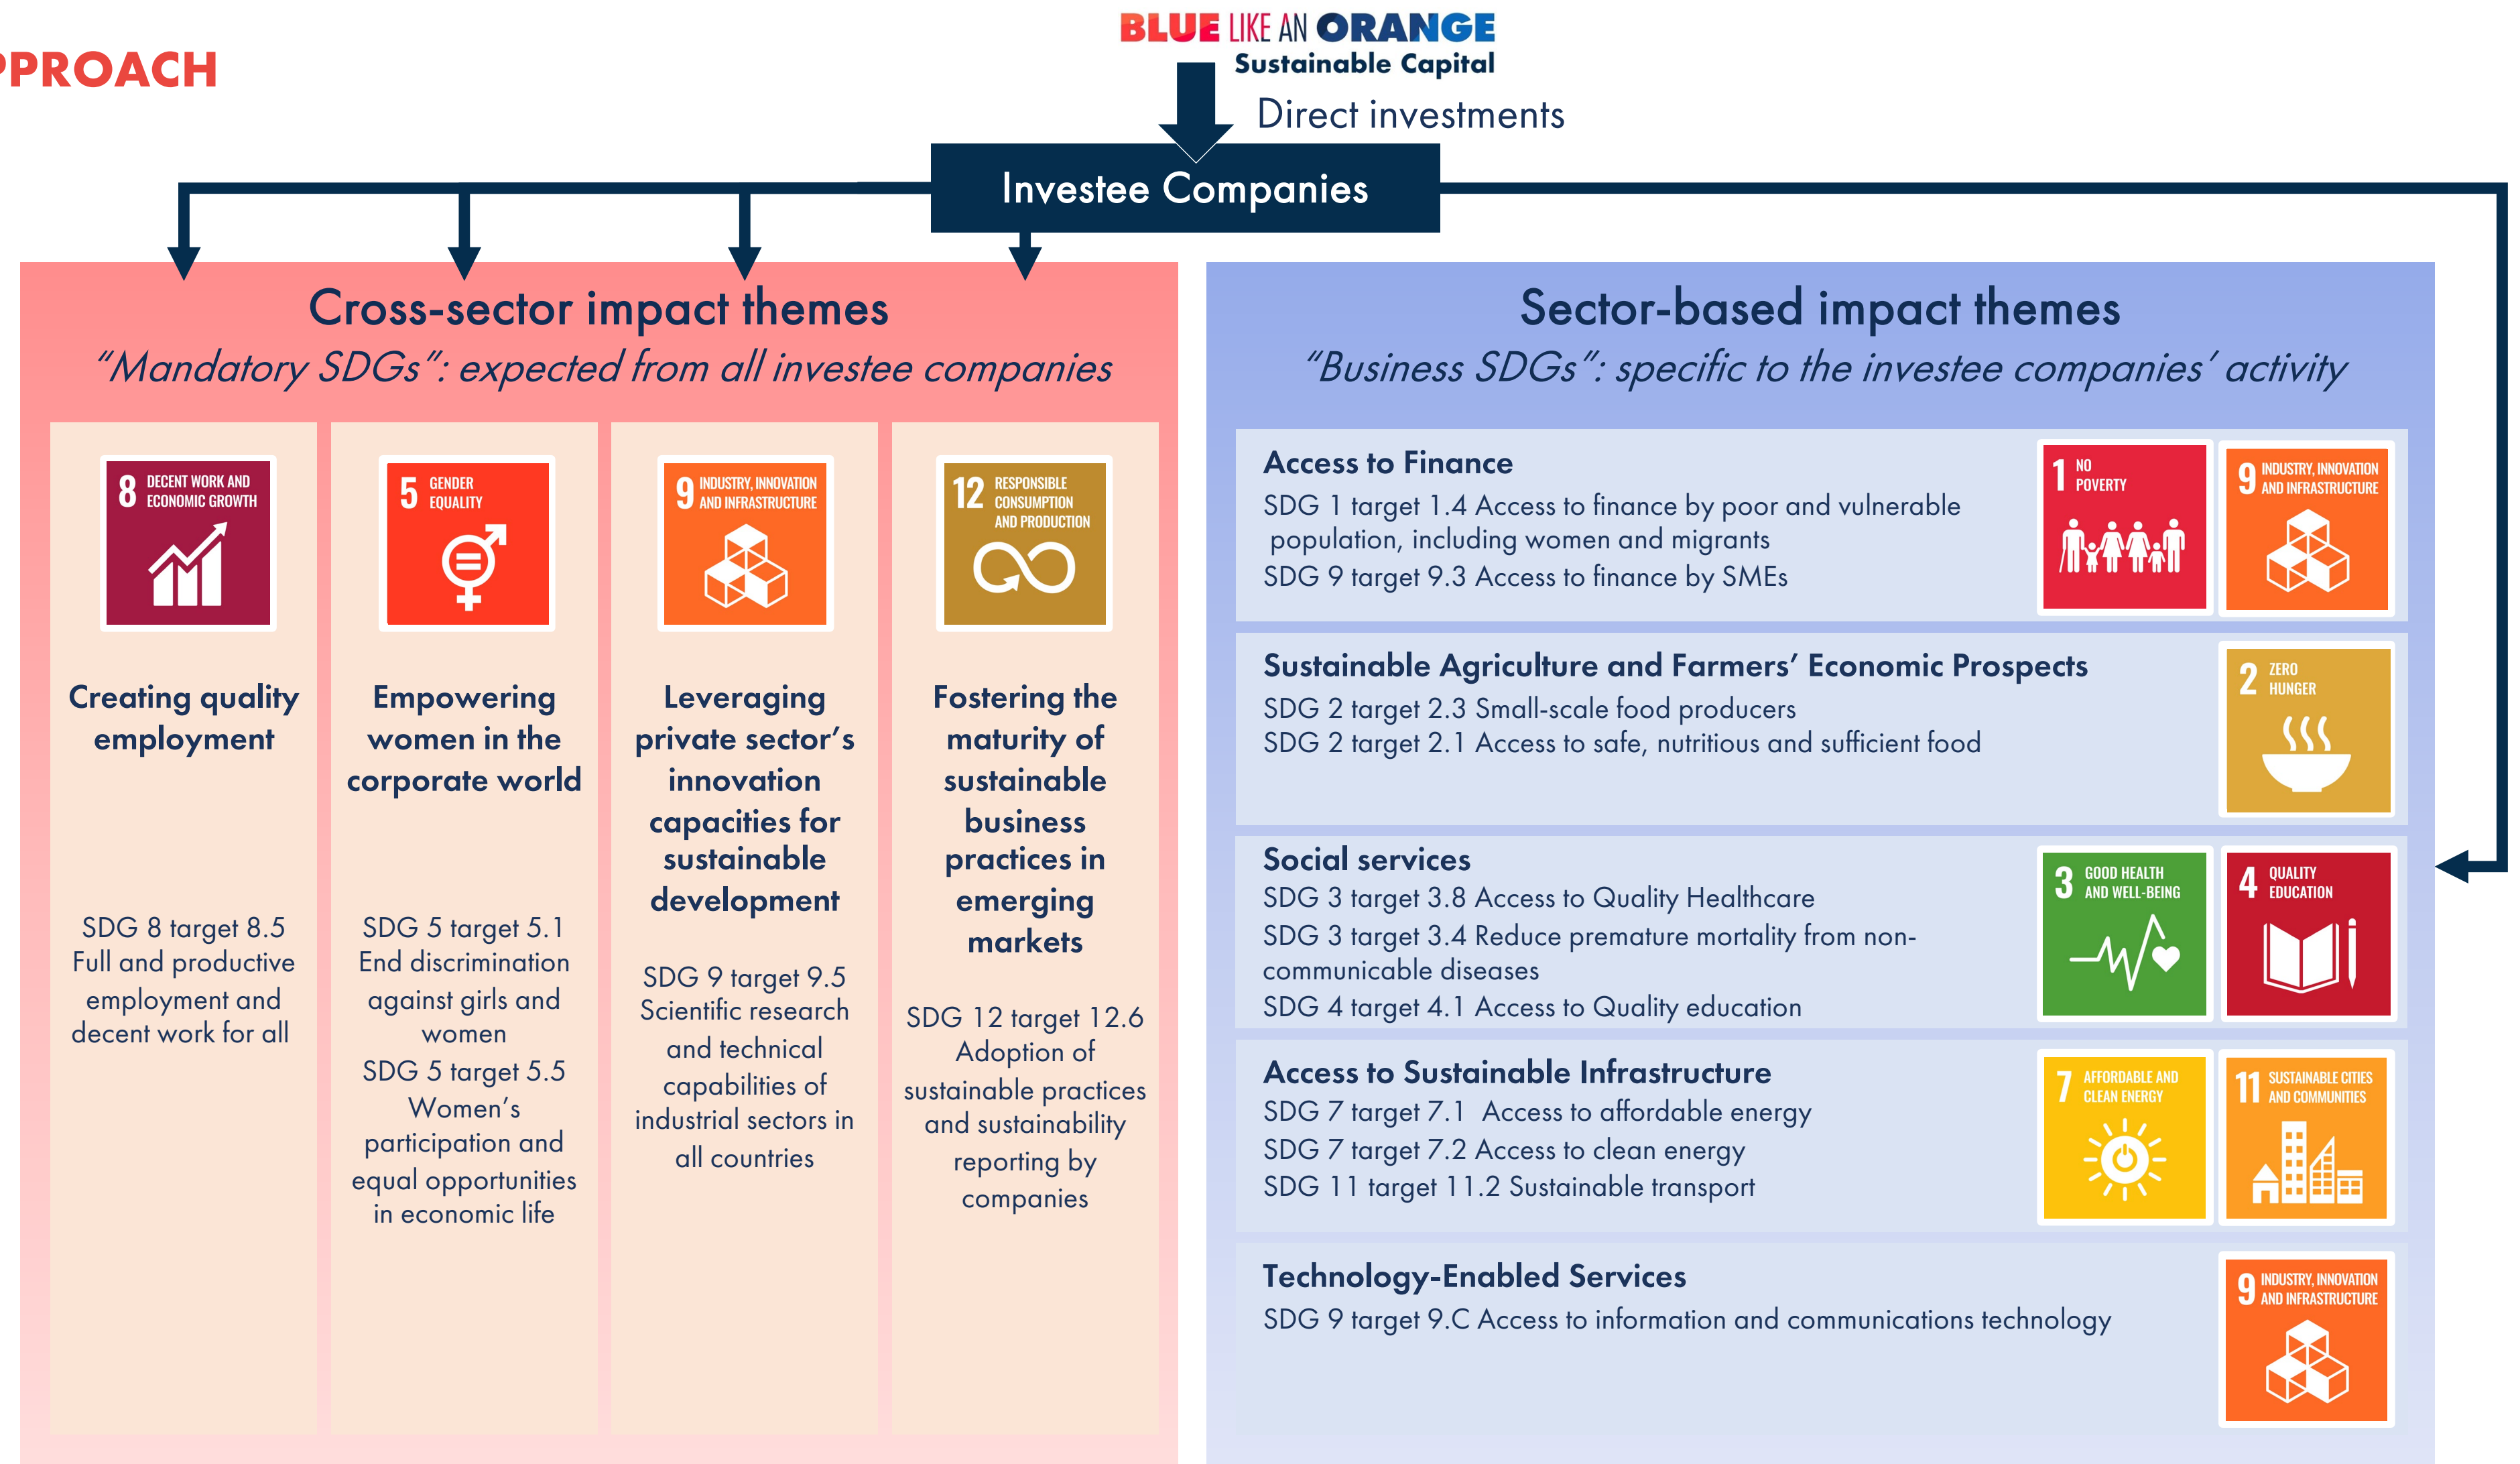 BLUE LIKE AN ORANGE
Sustainable Capital
PPROACH
Direct investments
Investee Companies
Cross-sector impact themes
“Mandatory SDGs”: expected from all investee companies
8 DECENT WORK AND
ECONOMIC GROWTH
Creating quality
employment
SDG 8 target 8.5
Full and productive
employment and
decent work for all
5 GENDER
EQUALITY
Empowering
women in the
corporate world
SDG 5 target 5.1
End discrimination
against girls and
women
SDG 5 target 5.5
Women’s
participation and
equal opportunities
in economic life
9 INDUSTRY, INNOVATION
AND INFRASTRUCTURE
Leveraging
private sector’s
innovation
capacities for
sustainable
development
SDG 9 target 9.5
Scientific research
and technical
capabilities of
industrial sectors in
all countries
12 RESPONSIBLE
CONSUMPTION
AND PRODUCTION
Fostering the
maturity of
sustainable
business
practices in
emerging
markets
SDG 12 target 12.6
Adoption of
sustainable practices
and sustainability
reporting by
companies
Sector-based impact themes
“Business SDGs”: specific to the investee companies’ activity
Access to Finance
SDG 1 target 1.4 Access to finance by poor and vulnerable
population, including women and migrants
SDG 9 target 9.3 Access to finance by SMEs
1 NO
POVERTY
9 INDUSTRY, INNOVATION
AND INFRASTRUCTURE
Sustainable Agriculture and Farmers’ Economic Prospects
SDG 2 target 2.3 Small-scale food producers
SDG 2 target 2.1 Access to safe, nutritious and sufficient food
2 ZERO
HUNGER
Social services
SDG 3 target 3.8 Access to Quality Healthcare
SDG 3 target 3.4 Reduce premature mortality from non-
communicable diseases
SDG 4 target 4.1 Access to Quality education
3 GOOD HEALTH
AND WELL-BEING
4 QUALITY
EDUCATION
Access to Sustainable Infrastructure
SDG 7 target 7.1 Access to affordable energy
SDG 7 target 7.2 Access to clean energy
SDG 11 target 11.2 Sustainable transport
7 AFFORDABLE AND
CLEAN ENERGY
11 SUSTAINABLE CITIES
AND COMMUNITIES
Technology-Enabled Services
SDG 9 target 9.C Access to information and communications technology
9 INDUSTRY, INNOVATION
AND INFRASTRUCTURE